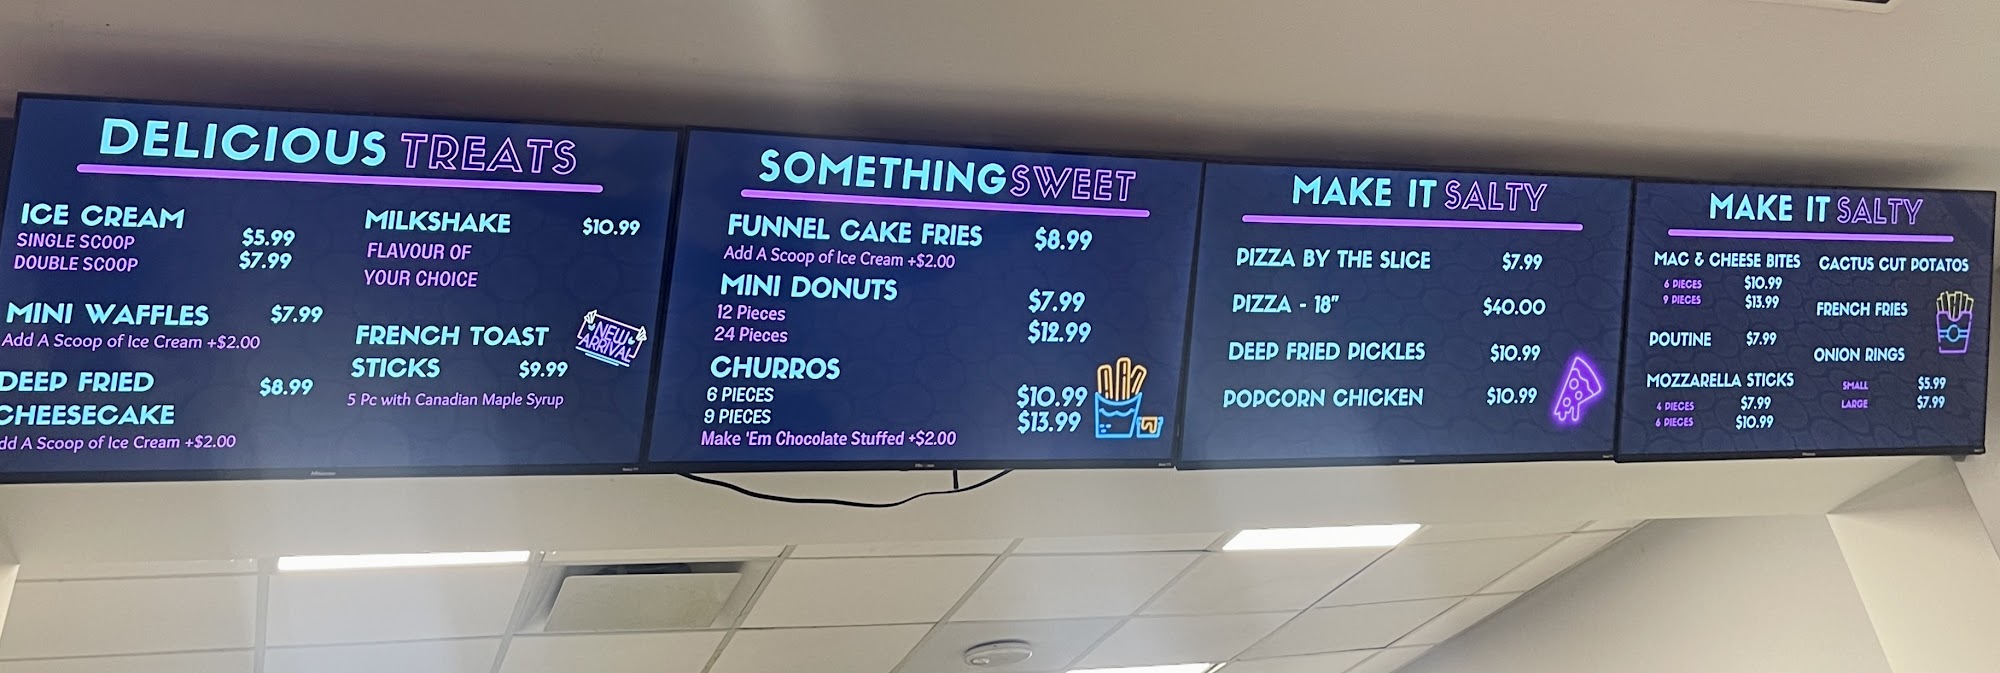 DELICIOUS TREATS
ICE CREAM
SINGLE SCOOP $5.99
DOUBLE SCOOP $7.99
MINI WAFFLES $7.99
Add A Scoop of Ice Cream +$2.00
DEEP FRIED $8.99
CHEESECAKE
dd A Scoop of Ice Cream +$2.00
MILKSHAKE $10.99
FLAVOUR OF
YOUR CHOICE
FRENCH TOAST
STICKS $9.99
5 Pc with Canadian Maple Syrup
NEW
ARRIVAL
SOMETHING SWEET
FUNNEL CAKE FRIES $8.99
Add A Scoop of Ice Cream +$2.00
MINI DONUTS
12 Pieces $7.99
24 Pieces $12.99
CHURROS
6 PIECES $10.99
9 PIECES $13.99
Make 'Em Chocolate Stuffed +$2.00
MAKE IT SALTY
PIZZA BY THE SLICE $7.99
PIZZA - 18" $40.00
DEEP FRIED PICKLES $10.99
POPCORN CHICKEN $10.99
MAKE IT SALTY
MAC & CHEESE BITES
6 PIECES $10.99
9 PIECES $13.99
POUTINE $7.99
MOZZARELLA STICKS
4 PIECES $7.99
6 PIECES $10.99
CACTUS CUT POTATOS
FRENCH FRIES
ONION RINGS
SMALL $5.99
LARGE $7.99